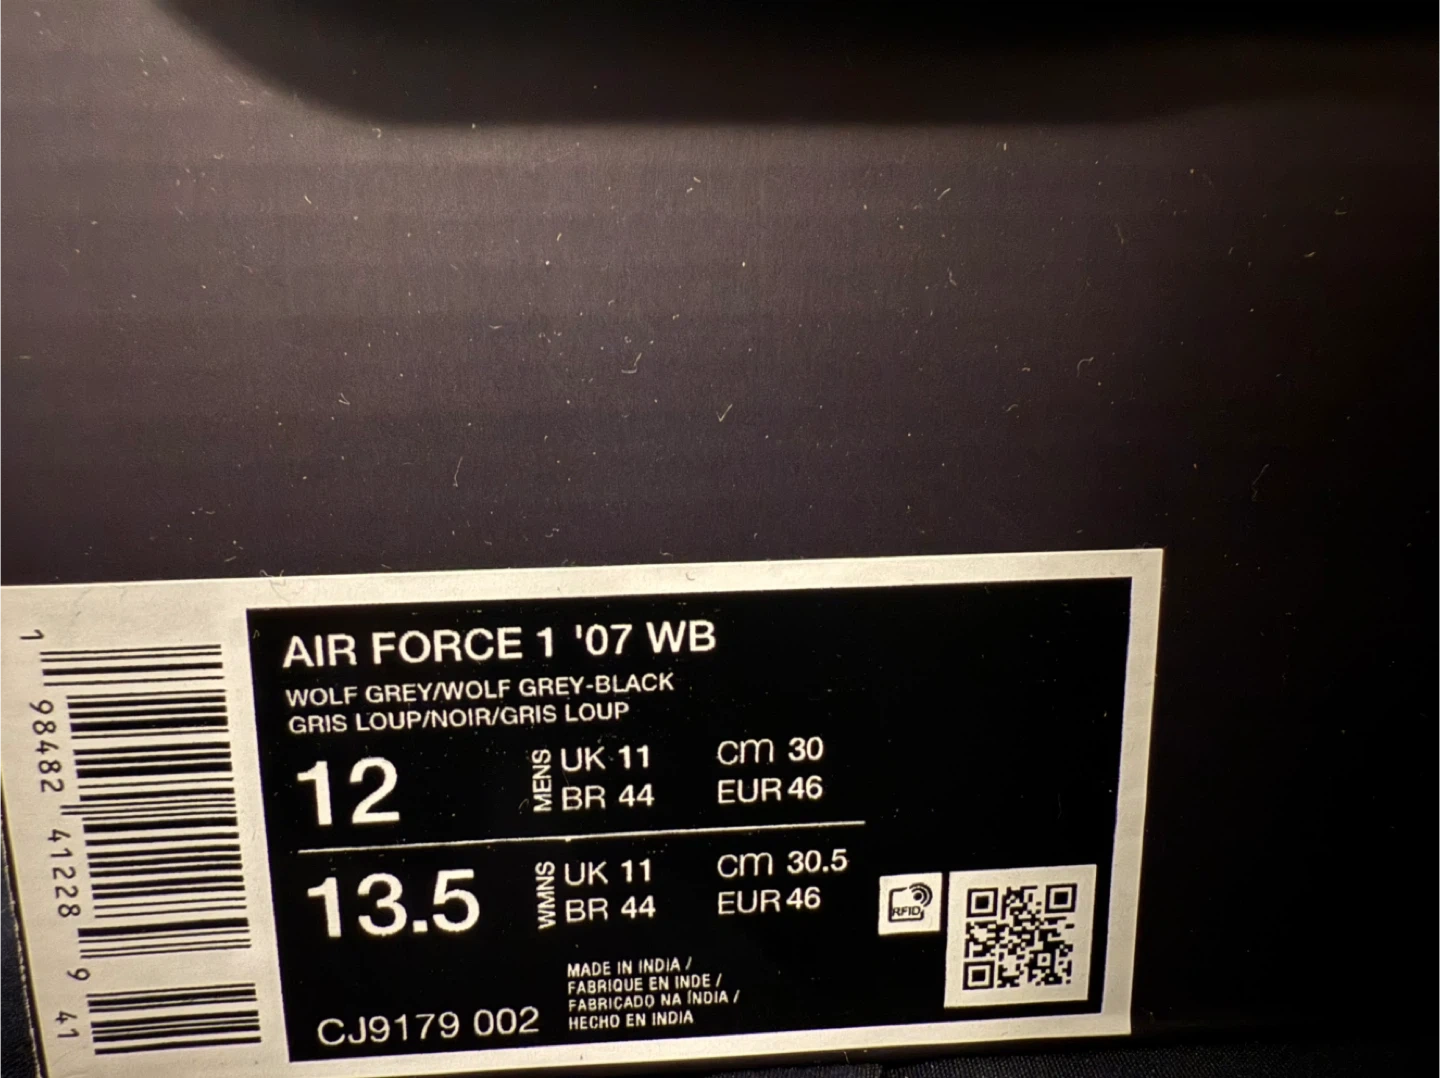 AIR FORCE 1 '07 WB
WOLF GREY/WOLF GREY-BLACK
GRIS LOUP/NOIR/GRIS LOUP
12
MENS
UK 11
cm 30
BR 44
EUR 46
13.5
WMNS
UK 11
cm 30.5
BR 44
EUR 46
RFID
MADE IN INDIA /
FABRIQUE EN INDE /
FABRICADO NA ÍNDIA /
HECHO EN INDIA
CJ9179 002
1 98482 41228 9 41